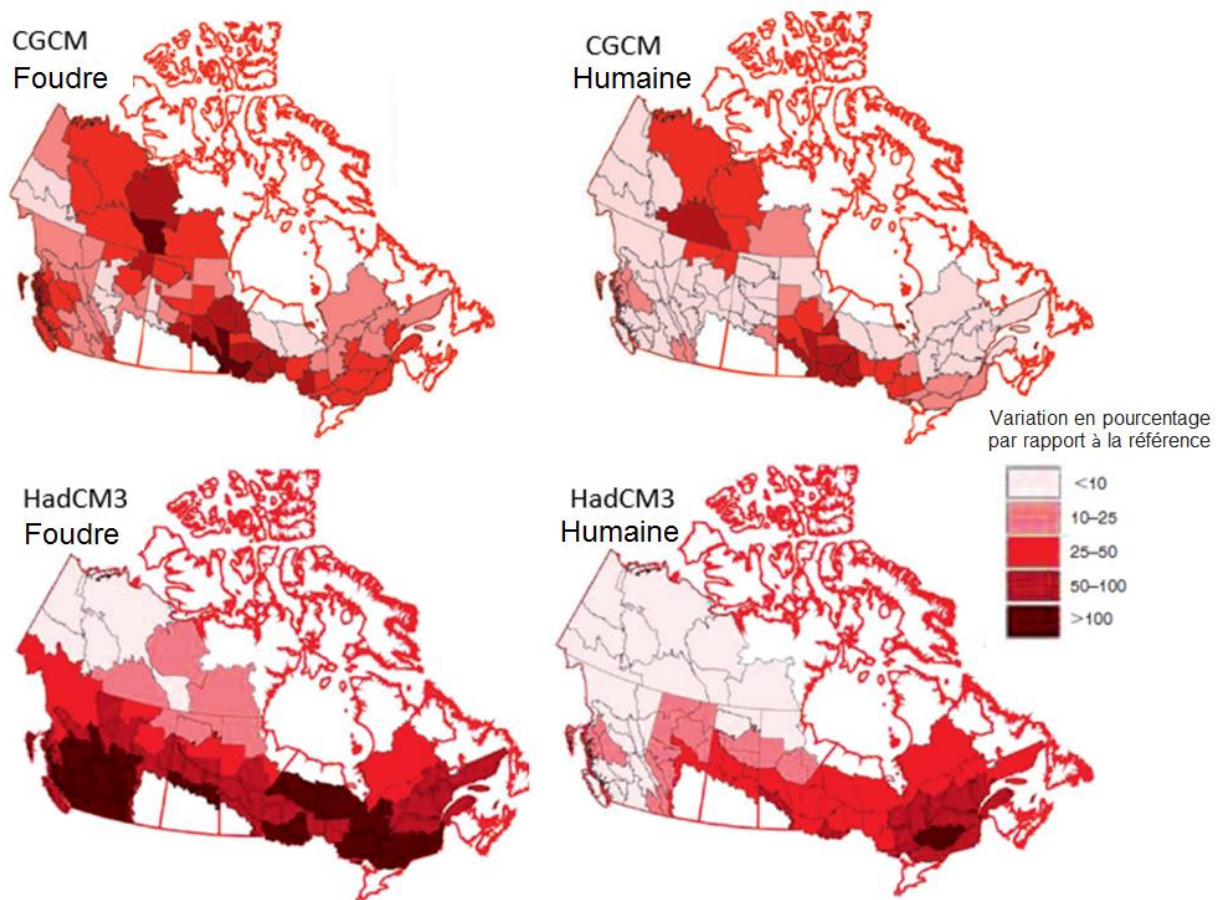 CGCM
Foudre
CGCM
Humaine
Variation en pourcentage
par rapport à la référence
<10
10–25
25–50
50–100
>100
HadCM3
Foudre
HadCM3
Humaine